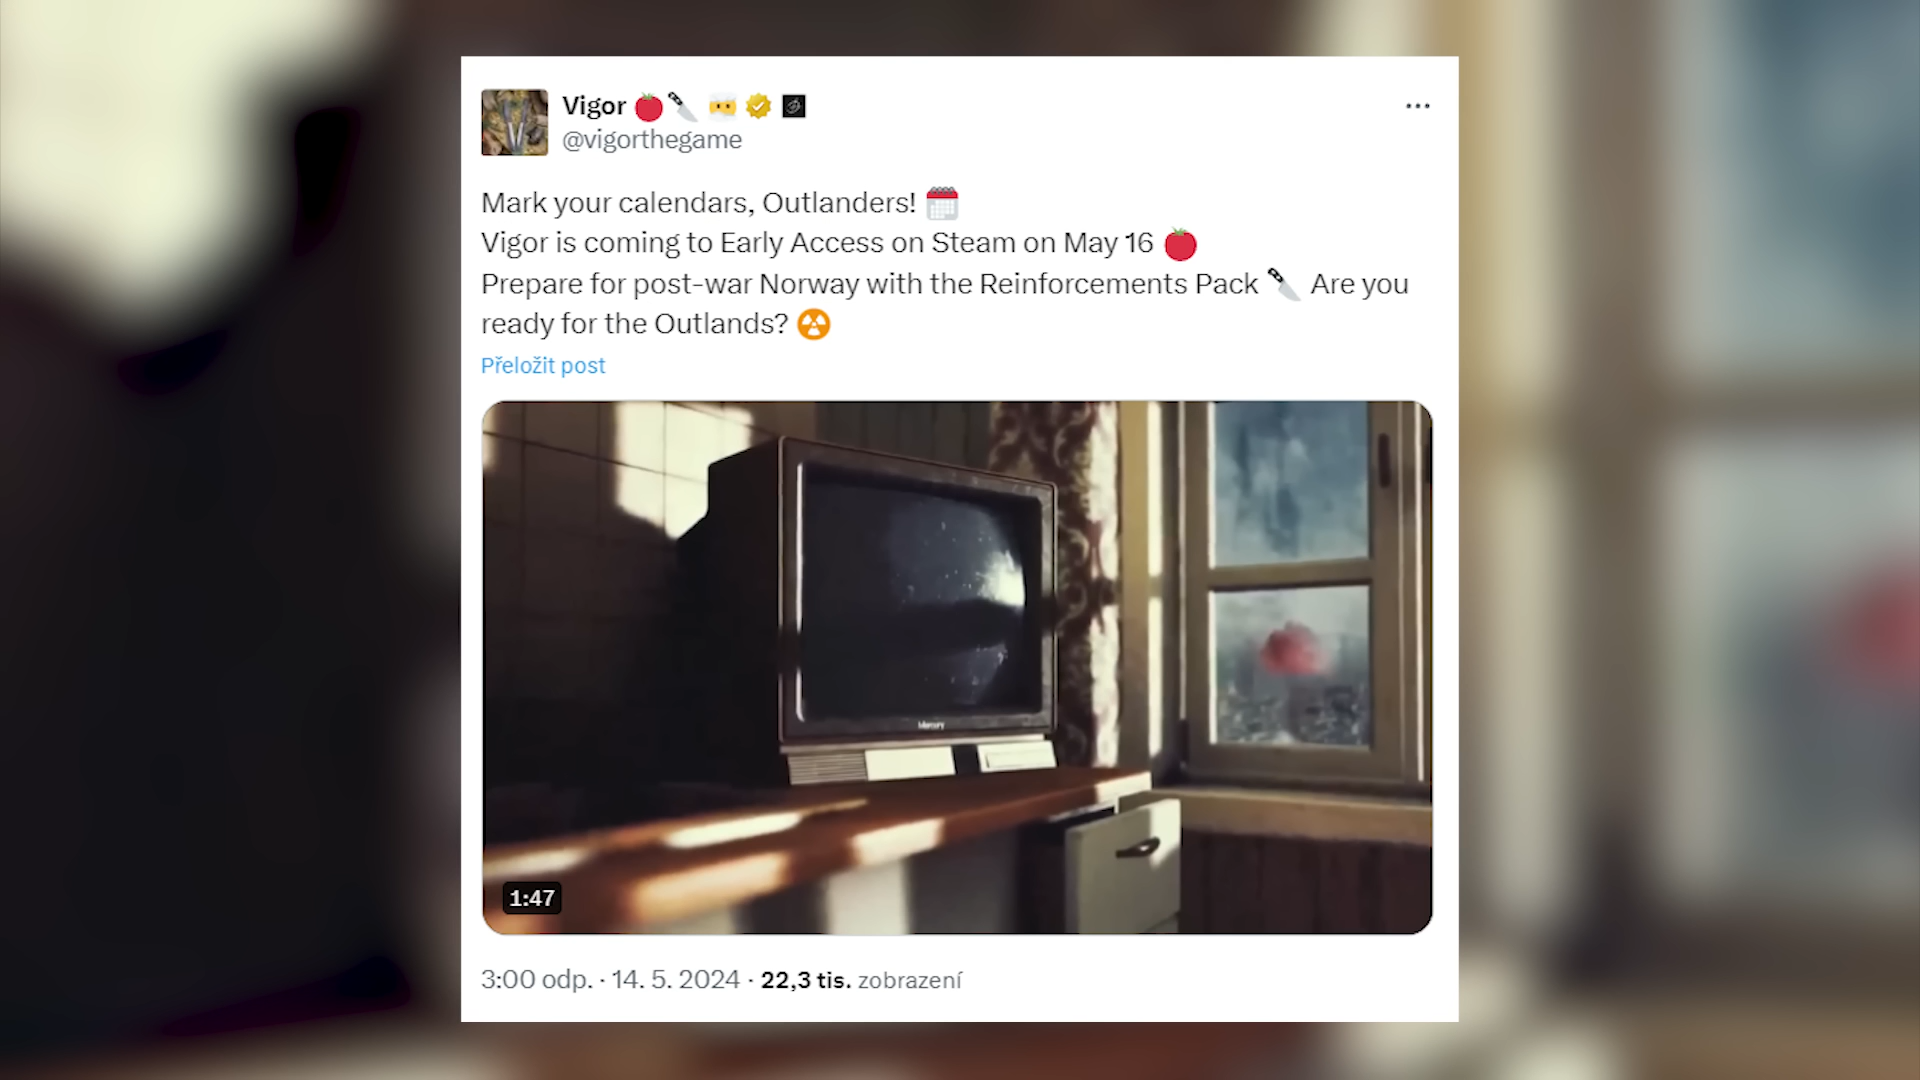 Vigor 🍅🔪
@vigorthegame
Mark your calendars, Outlanders! 🗓️
Vigor is coming to Early Access on Steam on May 16 🍅
Prepare for post-war Norway with the Reinforcements Pack 🔪 Are you
ready for the Outlands? ☢️
Přeložit post
Mercury
1:47
3:00 odp. · 14. 5. 2024 · 22,3 tis. zobrazení